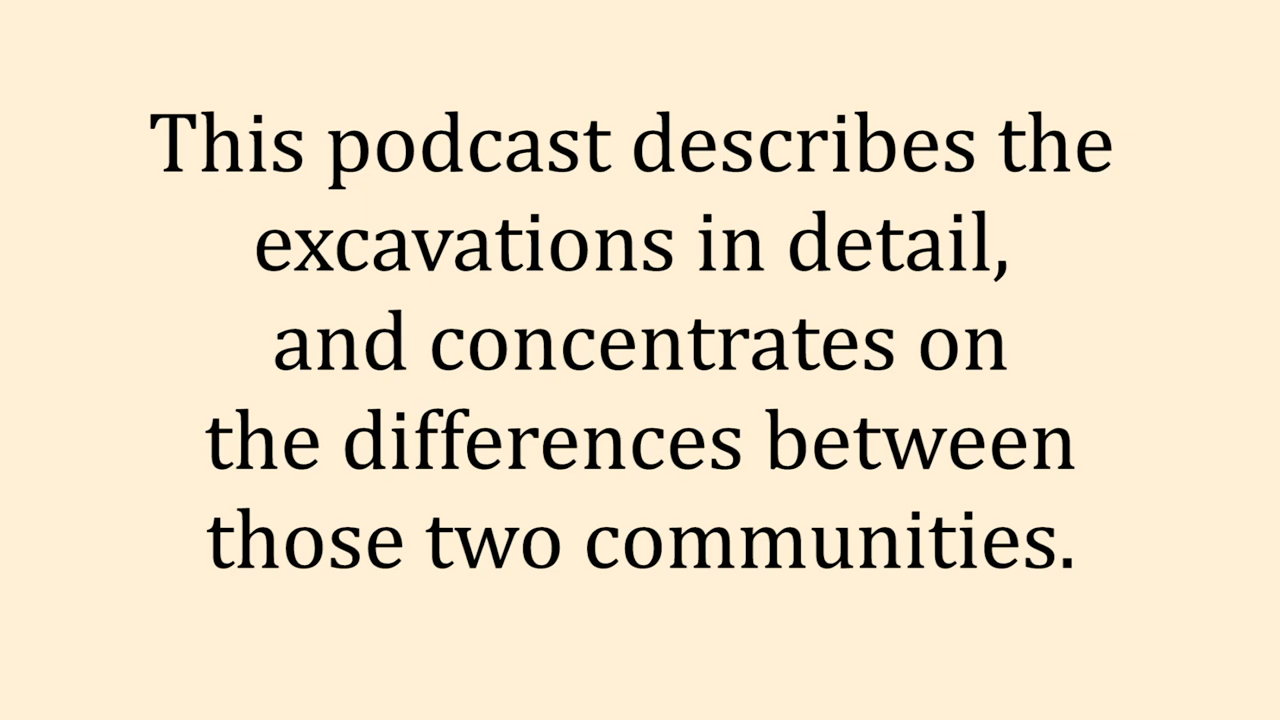 This podcast describes the
excavations in detail,
and concentrates on
the differences between
those two communities.